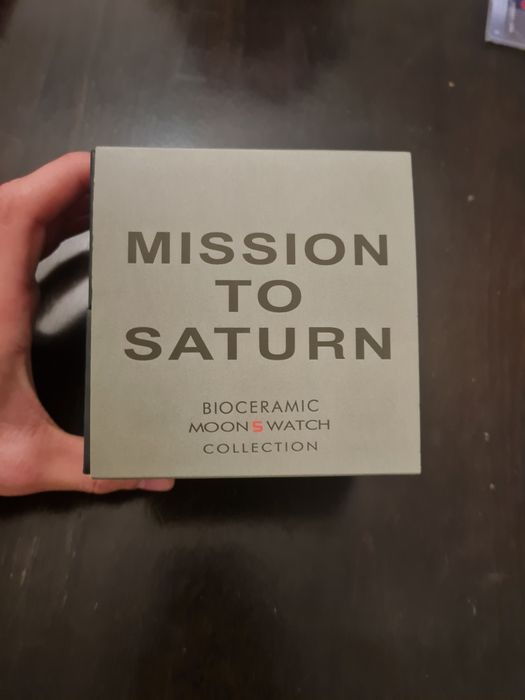 MISSION
TO
SATURN
BIOCERAMIC
MOONSWATCH
COLLECTION